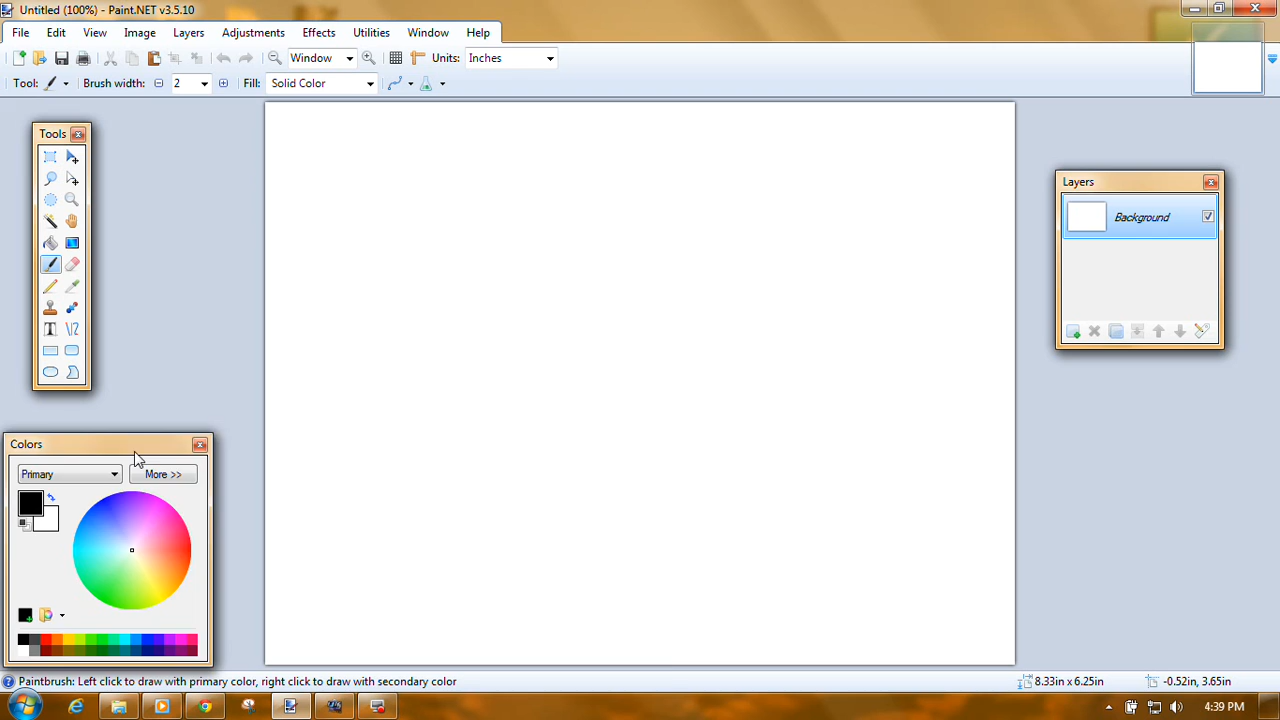 Untitled (100%) - Paint.NET v3.5.10
File Edit View Image Layers Adjustments Effects Utilities Window Help
Window Units: Inches
Tool: Brush width: 2 Fill: Solid Color
Tools
Layers
Background
Colors
Primary More >>
Paintbrush: Left click to draw with primary color, right click to draw with secondary color 8.33in x 6.25in -0.52in, 3.65in
4:39 PM